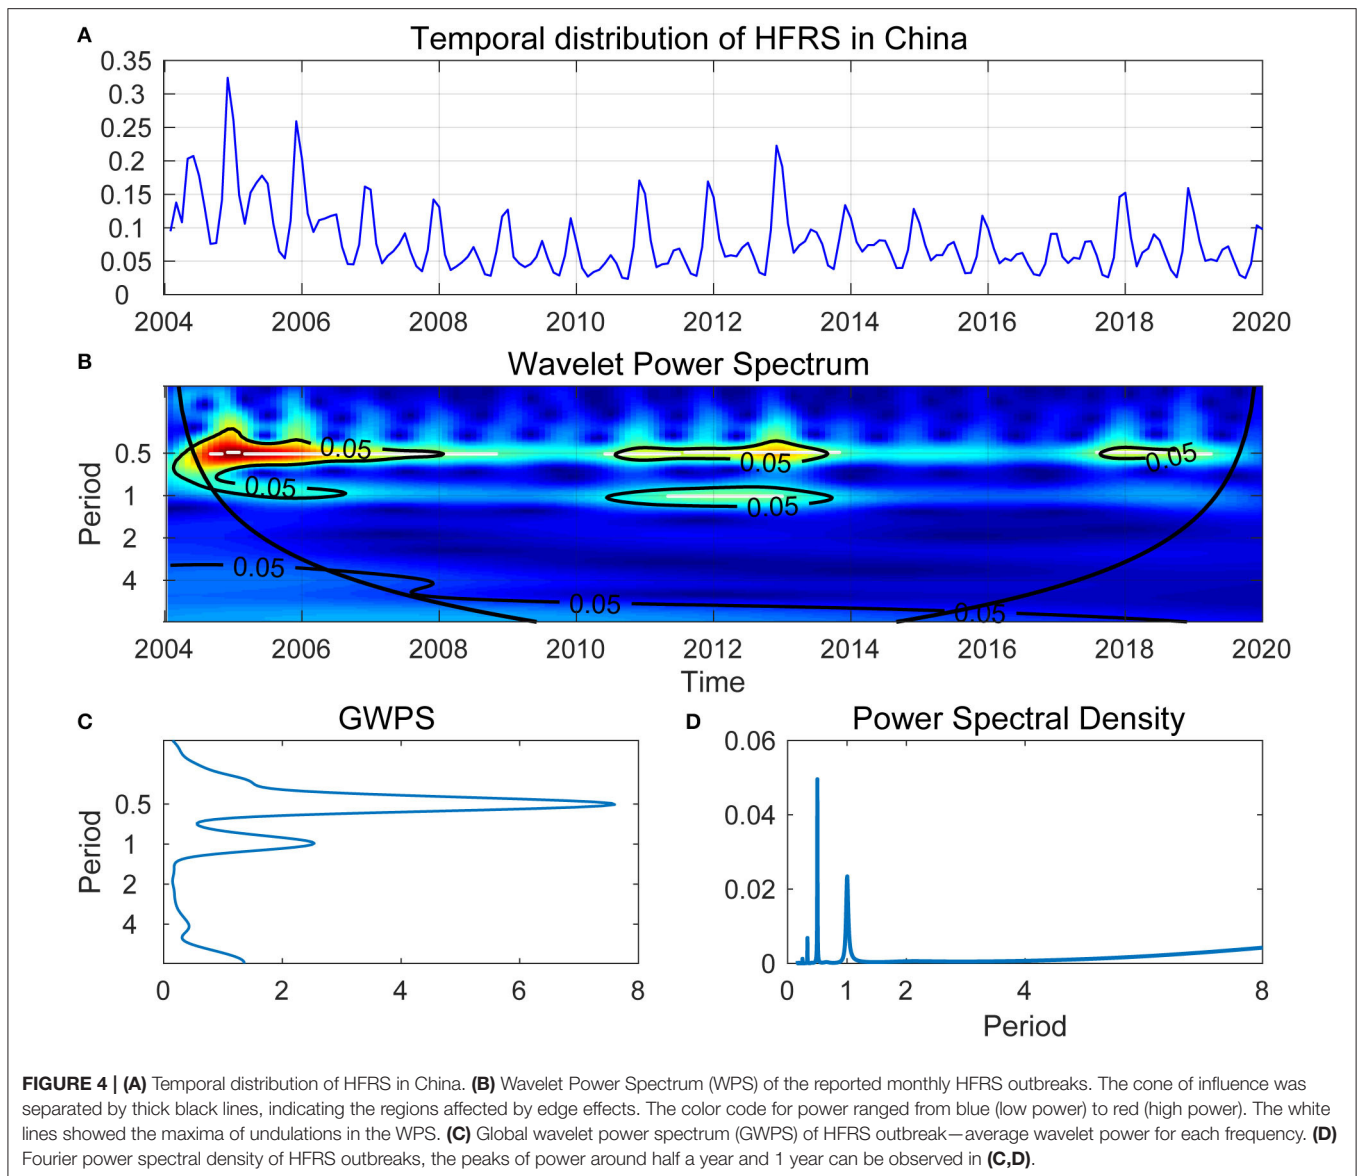 A
Temporal distribution of HFRS in China
0.35
0.3
0.25
0.2
0.15
0.1
0.05
0
2004 2006 2008 2010 2012 2014 2016 2018 2020
B
Wavelet Power Spectrum
Period
0.5
1
2
4
0.05
0.05
0.05
0.05
0.05
0.05
0.05
0.05
2004 2006 2008 2010 2012 2014 2016 2018 2020
Time
C
GWPS
Period
0.5
1
2
4
0 2 4 6 8
D
Power Spectral Density
0.06
0.04
0.02
0
0 1 2 4 8
Period
FIGURE 4 | (A) Temporal distribution of HFRS in China. (B) Wavelet Power Spectrum (WPS) of the reported monthly HFRS outbreaks. The cone of influence was
separated by thick black lines, indicating the regions affected by edge effects. The color code for power ranged from blue (low power) to red (high power). The white
lines showed the maxima of undulations in the WPS. (C) Global wavelet power spectrum (GWPS) of HFRS outbreak—average wavelet power for each frequency. (D)
Fourier power spectral density of HFRS outbreaks, the peaks of power around half a year and 1 year can be observed in (C,D).